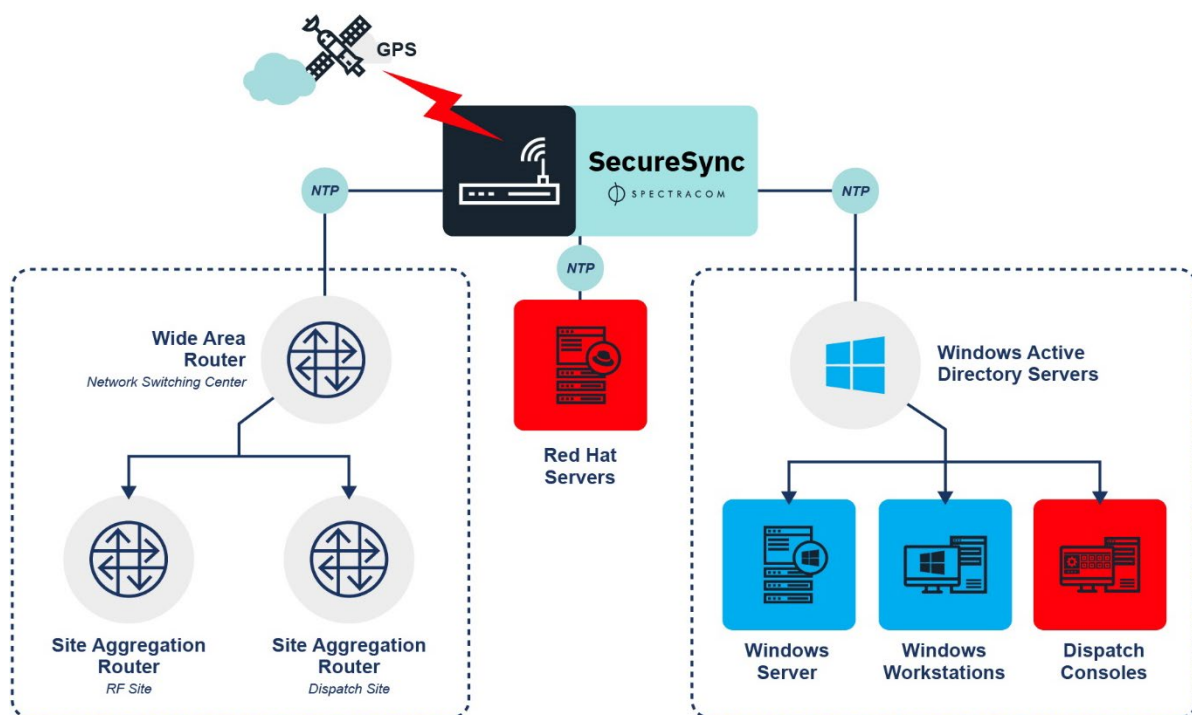 GPS
SecureSync
SPECTRACOM
NTP
NTP
NTP
Wide Area
Router
Network Switching Center
Red Hat
Servers
Windows Active
Directory Servers
Site Aggregation
Router
RF Site
Site Aggregation
Router
Dispatch Site
Windows
Server
Windows
Workstations
Dispatch
Consoles